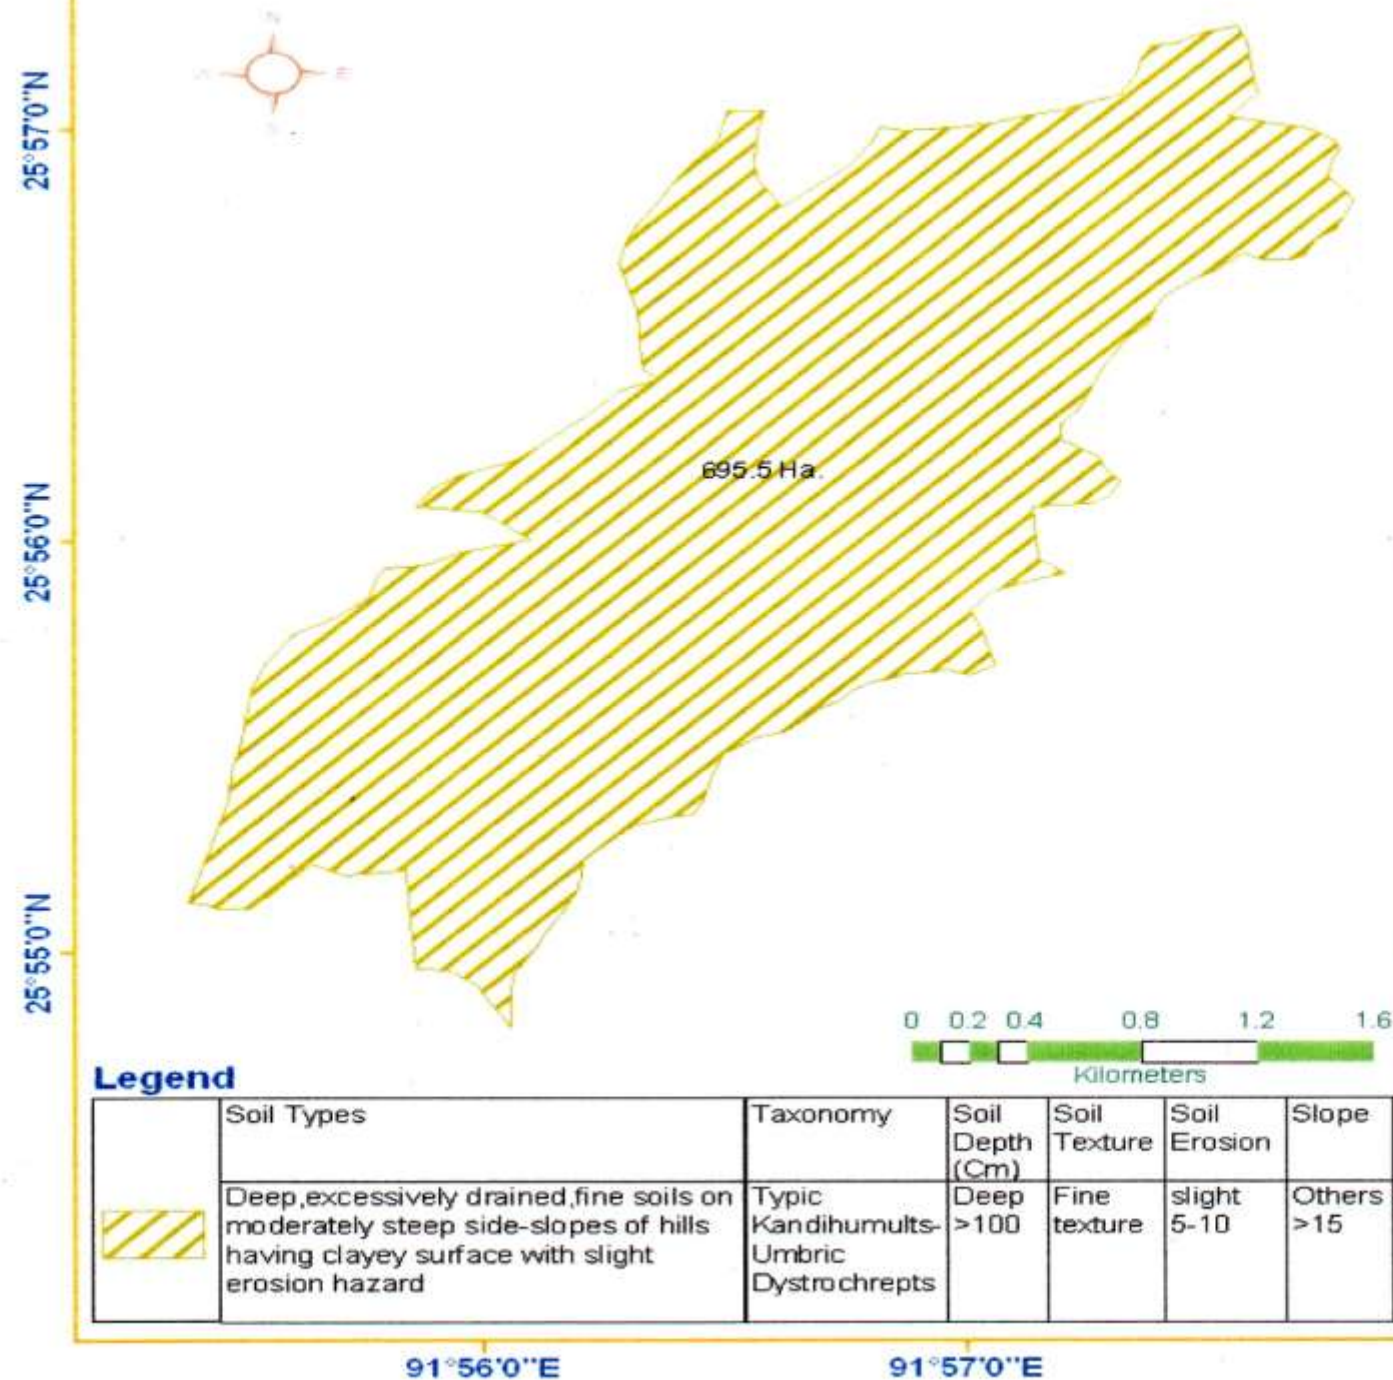 25°57'0"N
695.5 Ha.
25°56'0"N
25°55'0"N
0 0.2 0.4 0.8 1.2 1.6
Kilometers
Legend
Soil Types
Taxonomy
Soil
Depth
(Cm)
Soil
Texture
Soil
Erosion
Slope
Deep,excessively drained,fine soils on
moderately steep side-slopes of hills
having clayey surface with slight
erosion hazard
Typic
Kandihumults-
Umbric
Dystrochrepts
Deep
>100
Fine
texture
slight
5-10
Others
>15
91°56'0"E
91°57'0"E